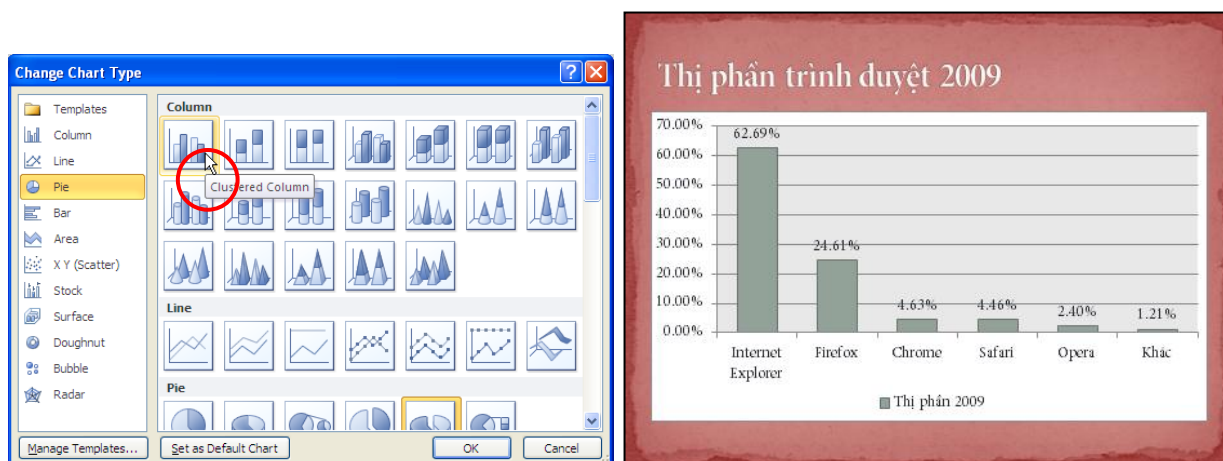 Change Chart Type
Templates
Column
Line
Pie
Bar
Area
X Y (Scatter)
Stock
Surface
Doughnut
Bubble
Radar
Column
Clustered Column
Line
Pie
Manage Templates...
Set as Default Chart
OK
Cancel
Thị phần trình duyệt 2009
70.00%
60.00%
50.00%
40.00%
30.00%
20.00%
10.00%
0.00%
62.69%
24.61%
4.63%
4.46%
2.40%
1.21%
Internet
Explorer
Firefox
Chrome
Safari
Opera
Khác
Thị phần 2009